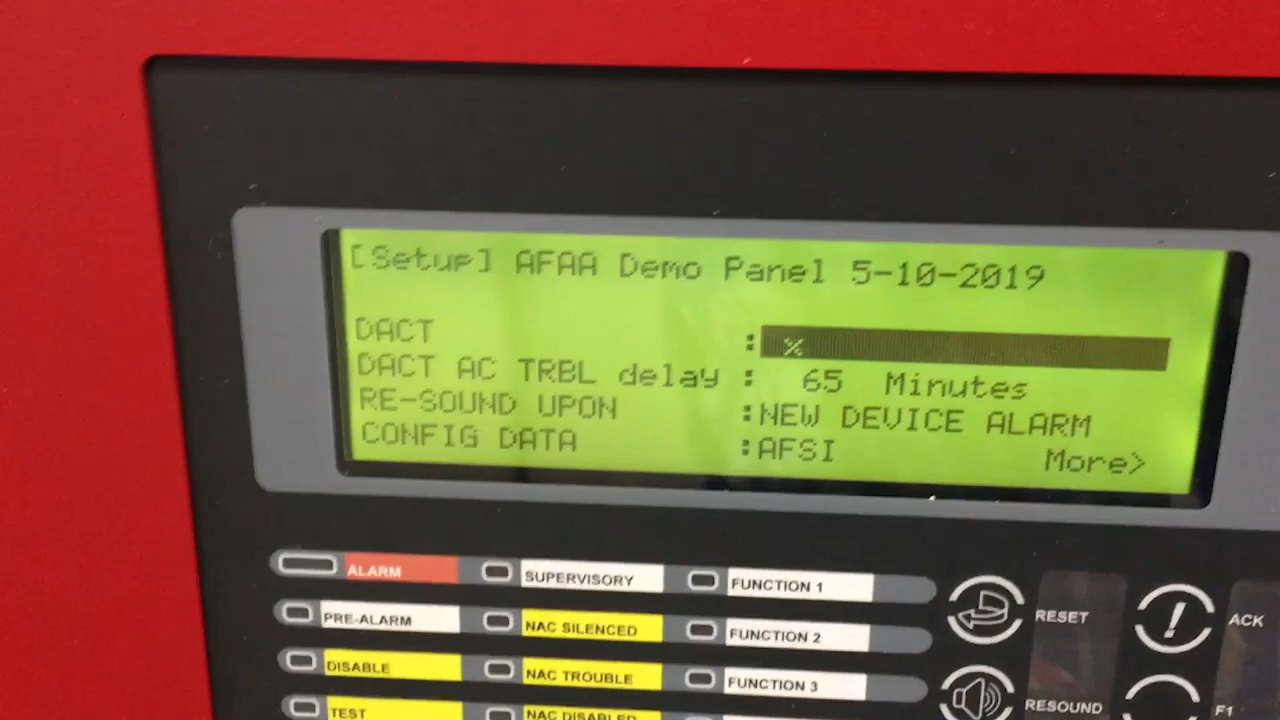 [Setup] AFAA Demo Panel 5-10-2019
DACT : %
DACT AC TRBL delay : 65 Minutes
RE-SOUND UPON :NEW DEVICE ALARM
CONFIG DATA :AFSI More>
ALARM SUPERVISORY FUNCTION 1 RESET ACK
PRE-ALARM NAC SILENCED FUNCTION 2
DISABLE NAC TROUBLE FUNCTION 3
TEST NAC DISABLED RESOUND F1